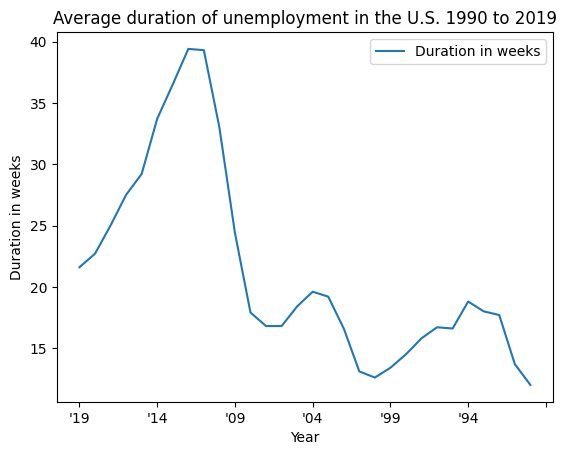 Average duration of unemployment in the U.S. 1990 to 2019
Duration in weeks
40
35
30
25
20
15
Duration in weeks
'19 '14 '09 '04 '99 '94
Year